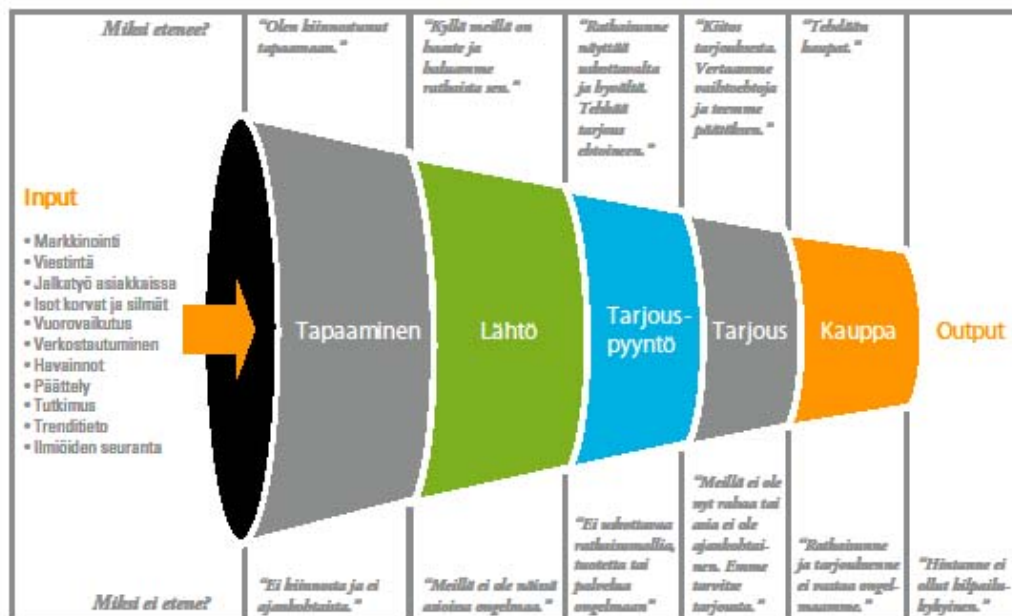 Miksi etenee?
"Olen kiinnostunut
tapaamaan."
"Kyllä meillä on
haaste ja
haluamme
ratkaista sen."
"Ratkaisunne
näyttää
uskottavalta
ja hyvältä.
Tehkää
tarjous
ehtoineen."
"Kiitos
tarjouksesta.
Vertaamme
vaihtoehtoja
ja teemme
päätöksen."
"Tehdään
kaupat."
Input
• Markkinointi
• Viestintä
• Jalkatyö asiakkaissa
• Isot korvat ja silmät
• Vuorovaikutus
• Verkostautuminen
• Havainnot
• Päättely
• Tutkimus
• Trenditieto
• Ilmiöiden seuranta
Tapaaminen
Lähtö
Tarjous-
pyyntö
Tarjous
Kauppa
Output
Miksi ei etene?
"Ei kiinnosta ja ei
ajankohtaista."
"Meillä ei ole näinä
asioina ongelmaa."
"Ei uskottavaa
ratkaisumallia,
tuotetta tai
palvelua
ongelmaan"
"Meillä ei ole
nyt rahaa tai
asia ei ole
ajankohtai-
nen. Emme
tarvitse
tarjousta."
"Ratkaisunne
ja tarjouksenne
ei vastaa ongel-
maamme."
"Hintanne ei
ollut kilpailu-
kykyinen."